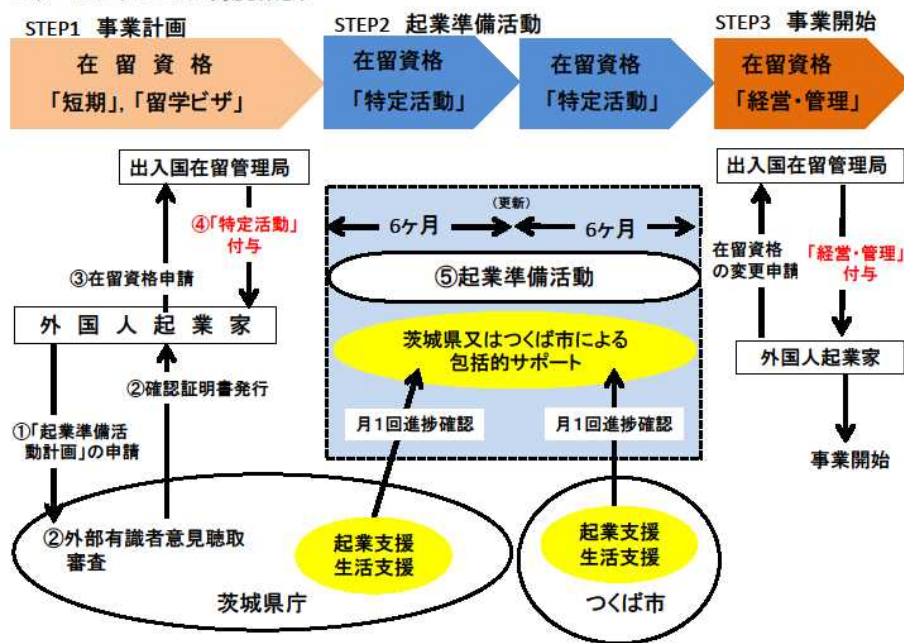 STEP1 事業計画
STEP2 起業準備活動
STEP3 事業開始
在 留 資 格
「短期」,「留学ビザ」
在留資格
「特定活動」
在留資格
「特定活動」
在留資格
「経営・管理」
出入国在留管理局
④「特定活動」
付与
③在留資格申請
外 国 人 起 業 家
②確認証明書発行
①「起業準備活
動計画」の申請
②外部有識者意見聴取
審査
茨城県庁
(更新)
6ヶ月
6ヶ月
⑤起業準備活動
茨城県又はつくば市による
包括的サポート
月1回進捗確認
月1回進捗確認
起業支援
生活支援
起業支援
生活支援
つくば市
出入国在留管理局
在留資格
の変更申請
「経営・管理」
付与
外国人起業家
事業開始